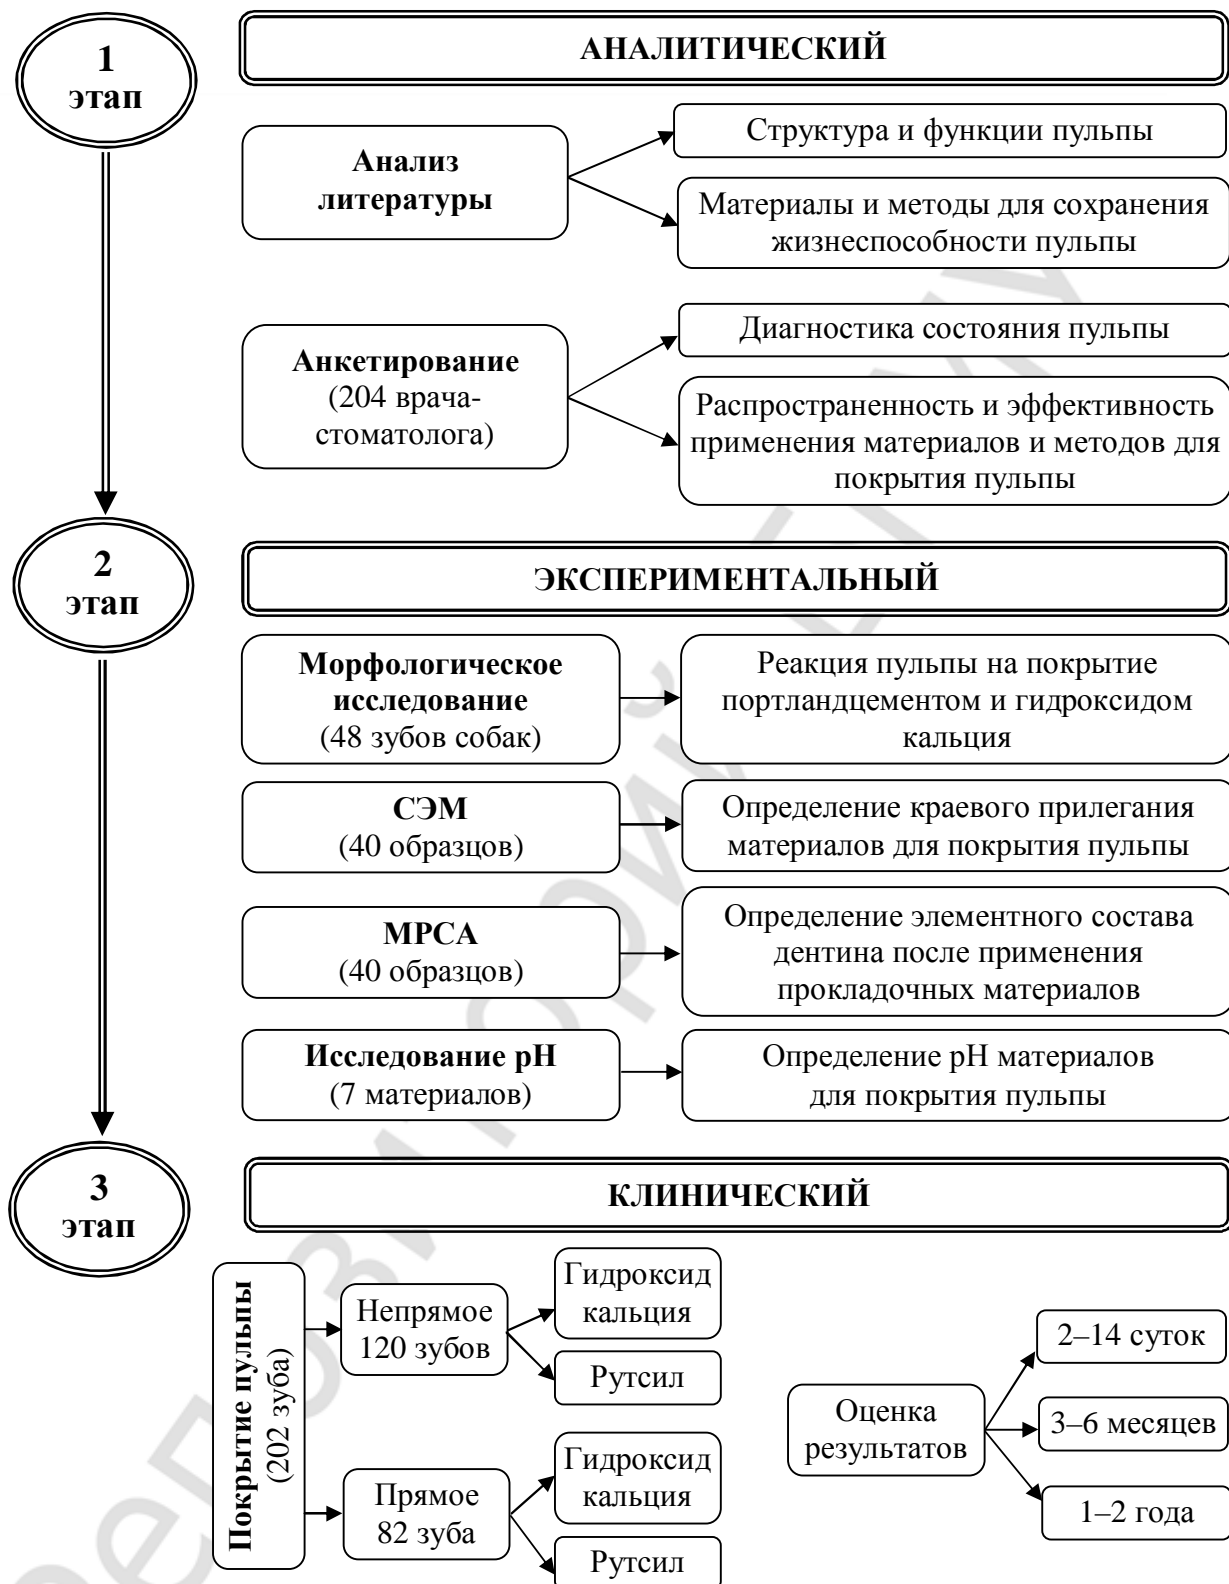 1
этап
АНАЛИТИЧЕСКИЙ
Анализ
литературы
Структура и функции пульпы
Материалы и методы для сохранения
жизнеспособности пульпы
Анкетирование
(204 врача-
стоматолога)
Диагностика состояния пульпы
Распространенность и эффективность
применения материалов и методов для
покрытия пульпы
2
этап
ЭКСПЕРИМЕНТАЛЬНЫЙ
Морфологическое
исследование
(48 зубов собак)
Реакция пульпы на покрытие
портландцементом и гидроксидом
кальция
СЭМ
(40 образцов)
Определение краевого прилегания
материалов для покрытия пульпы
МРСА
(40 образцов)
Определение элементного состава
дентина после применения
прокладочных материалов
Исследование рН
(7 материалов)
Определение рН материалов
для покрытия пульпы
3
этап
КЛИНИЧЕСКИЙ
Покрытие пульпы
(202 зуба)
Непрямое
120 зубов
Гидроксид
кальция
Рутсил
Прямое
82 зуба
Гидроксид
кальция
Рутсил
Оценка
результатов
2–14 суток
3–6 месяцев
1–2 года